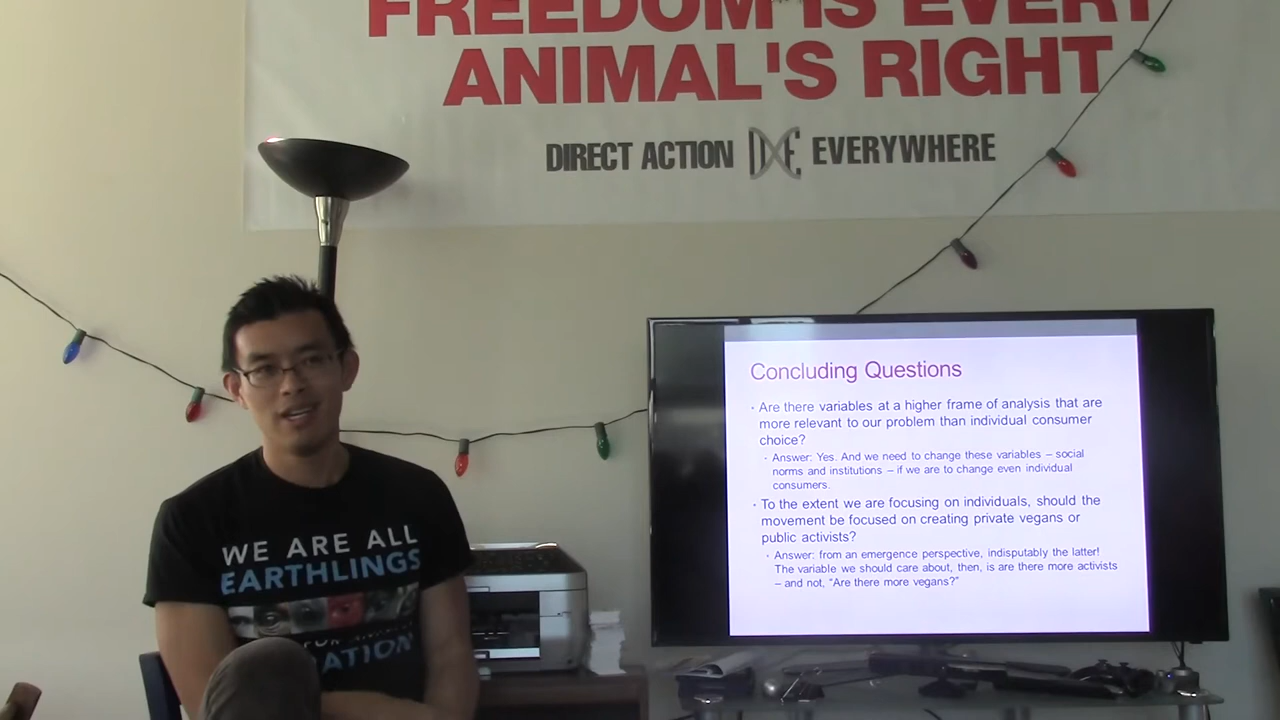 FREEDOM IS EVERY
ANIMAL'S RIGHT
DIRECT ACTION DXE EVERYWHERE
WE ARE ALL
EARTHLINGS
Concluding Questions
· Are there variables at a higher frame of analysis that are
more relevant to our problem than individual consumer
choice?
· Answer: Yes. And we need to change these variables – social
norms and institutions – if we are to change even individual
consumers.
· To the extent we are focusing on individuals, should the
movement be focused on creating private vegans or
public activists?
· Answer: from an emergence perspective, indisputably the latter!
The variable we should care about, then, is are there more activists
– and not, “Are there more vegans?”